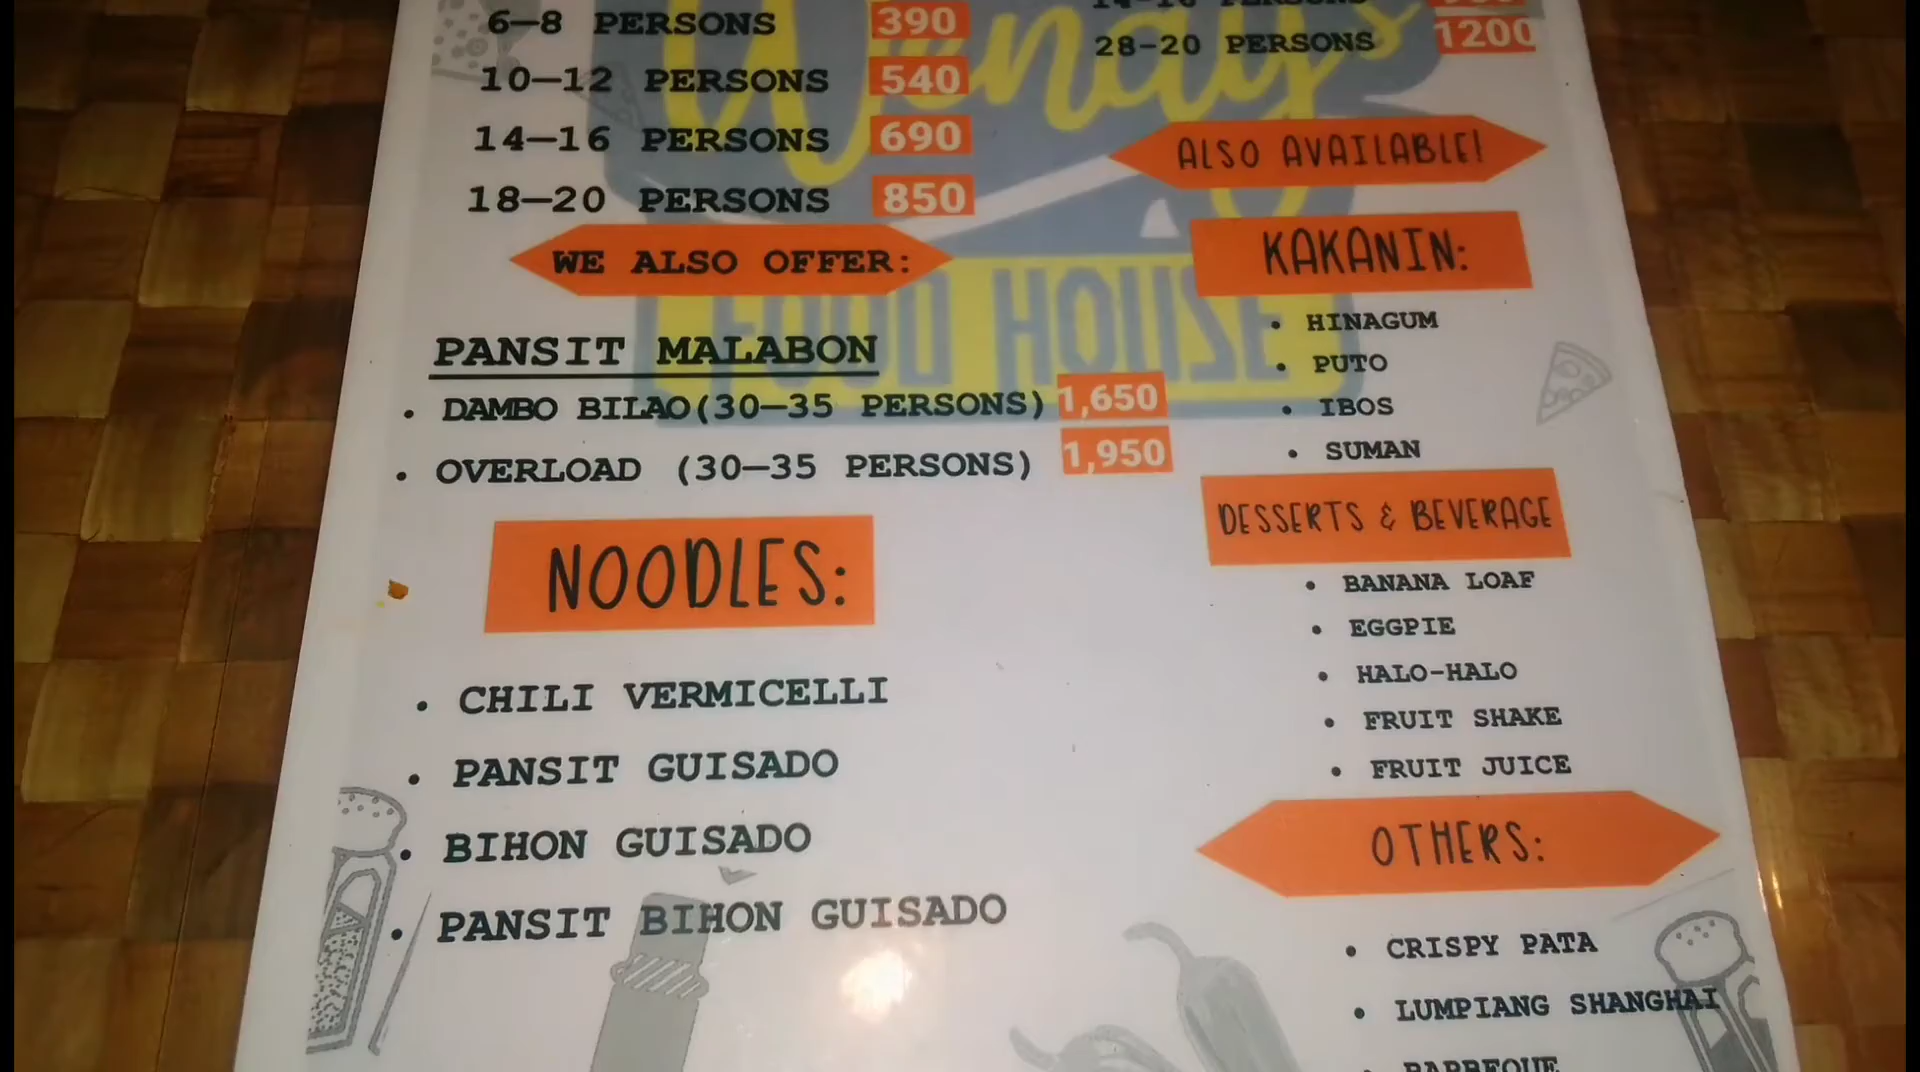 6—8 PERSONS 390
10—12 PERSONS 540
14—16 PERSONS 690
18—20 PERSONS 850
WE ALSO OFFER:
PANSIT MALABON
• DAMBO BILAO(30—35 PERSONS) 1,650
• OVERLOAD (30—35 PERSONS) 1,950
NOODLES:
• CHILI VERMICELLI
• PANSIT GUISADO
• BIHON GUISADO
• PANSIT BIHON GUISADO
PERSONS
28-20 PERSONS 1200
ALSO AVAILABLE!
KAKANIN:
• HINAGUM
• PUTO
• IBOS
• SUMAN
DESSERTS & BEVERAGE
• BANANA LOAF
• EGGPIE
• HALO-HALO
• FRUIT SHAKE
• FRUIT JUICE
OTHERS:
• CRISPY PATA
• LUMPIANG SHANGHAI
• BARBEQUE
Wendy's
FOOD HOUSE